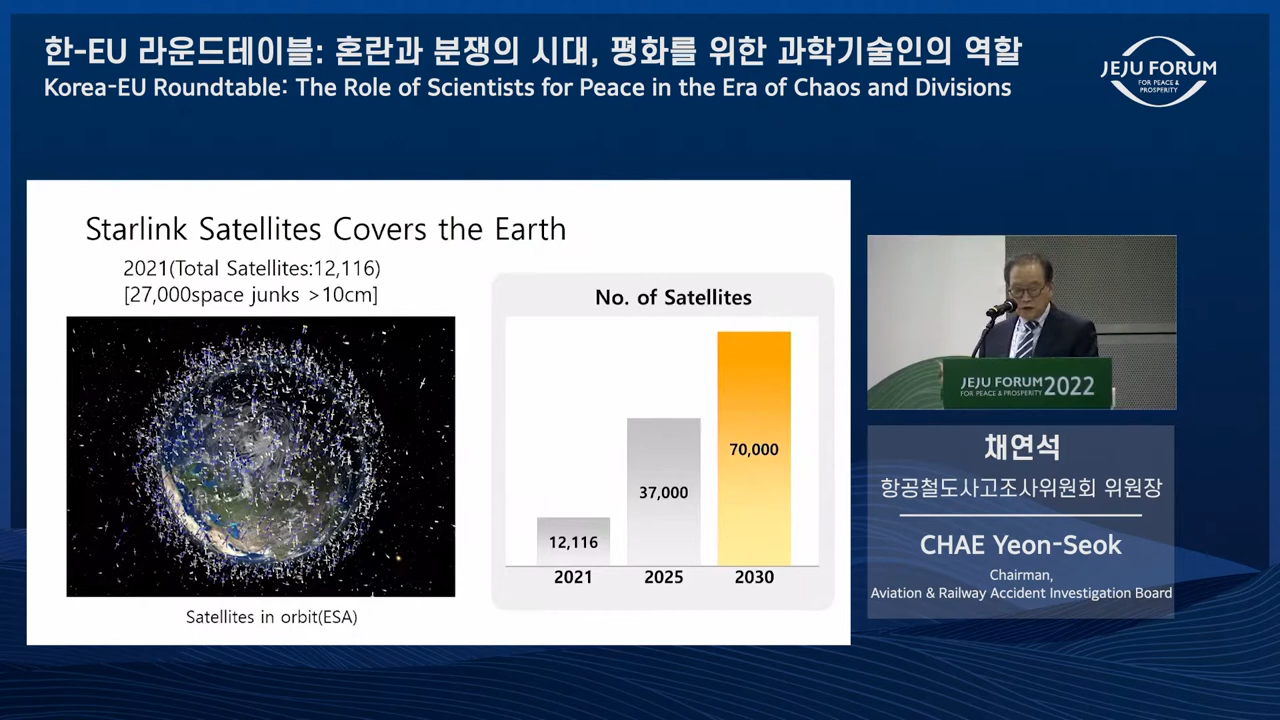 한-EU 라운드테이블: 혼란과 분쟁의 시대, 평화를 위한 과학기술인의 역할
Korea-EU Roundtable: The Role of Scientists for Peace in the Era of Chaos and Divisions
JEJU FORUM
FOR PEACE &
PROSPERITY
Starlink Satellites Covers the Earth
2021(Total Satellites:12,116)
[27,000space junks >10cm]
Satellites in orbit(ESA)
No. of Satellites
12,116
37,000
70,000
2021
2025
2030
JEJU FORUM 2022
FOR PEACE & PROSPERITY
채연석
항공철도사고조사위원회 위원장
CHAE Yeon-Seok
Chairman,
Aviation & Railway Accident Investigation Board